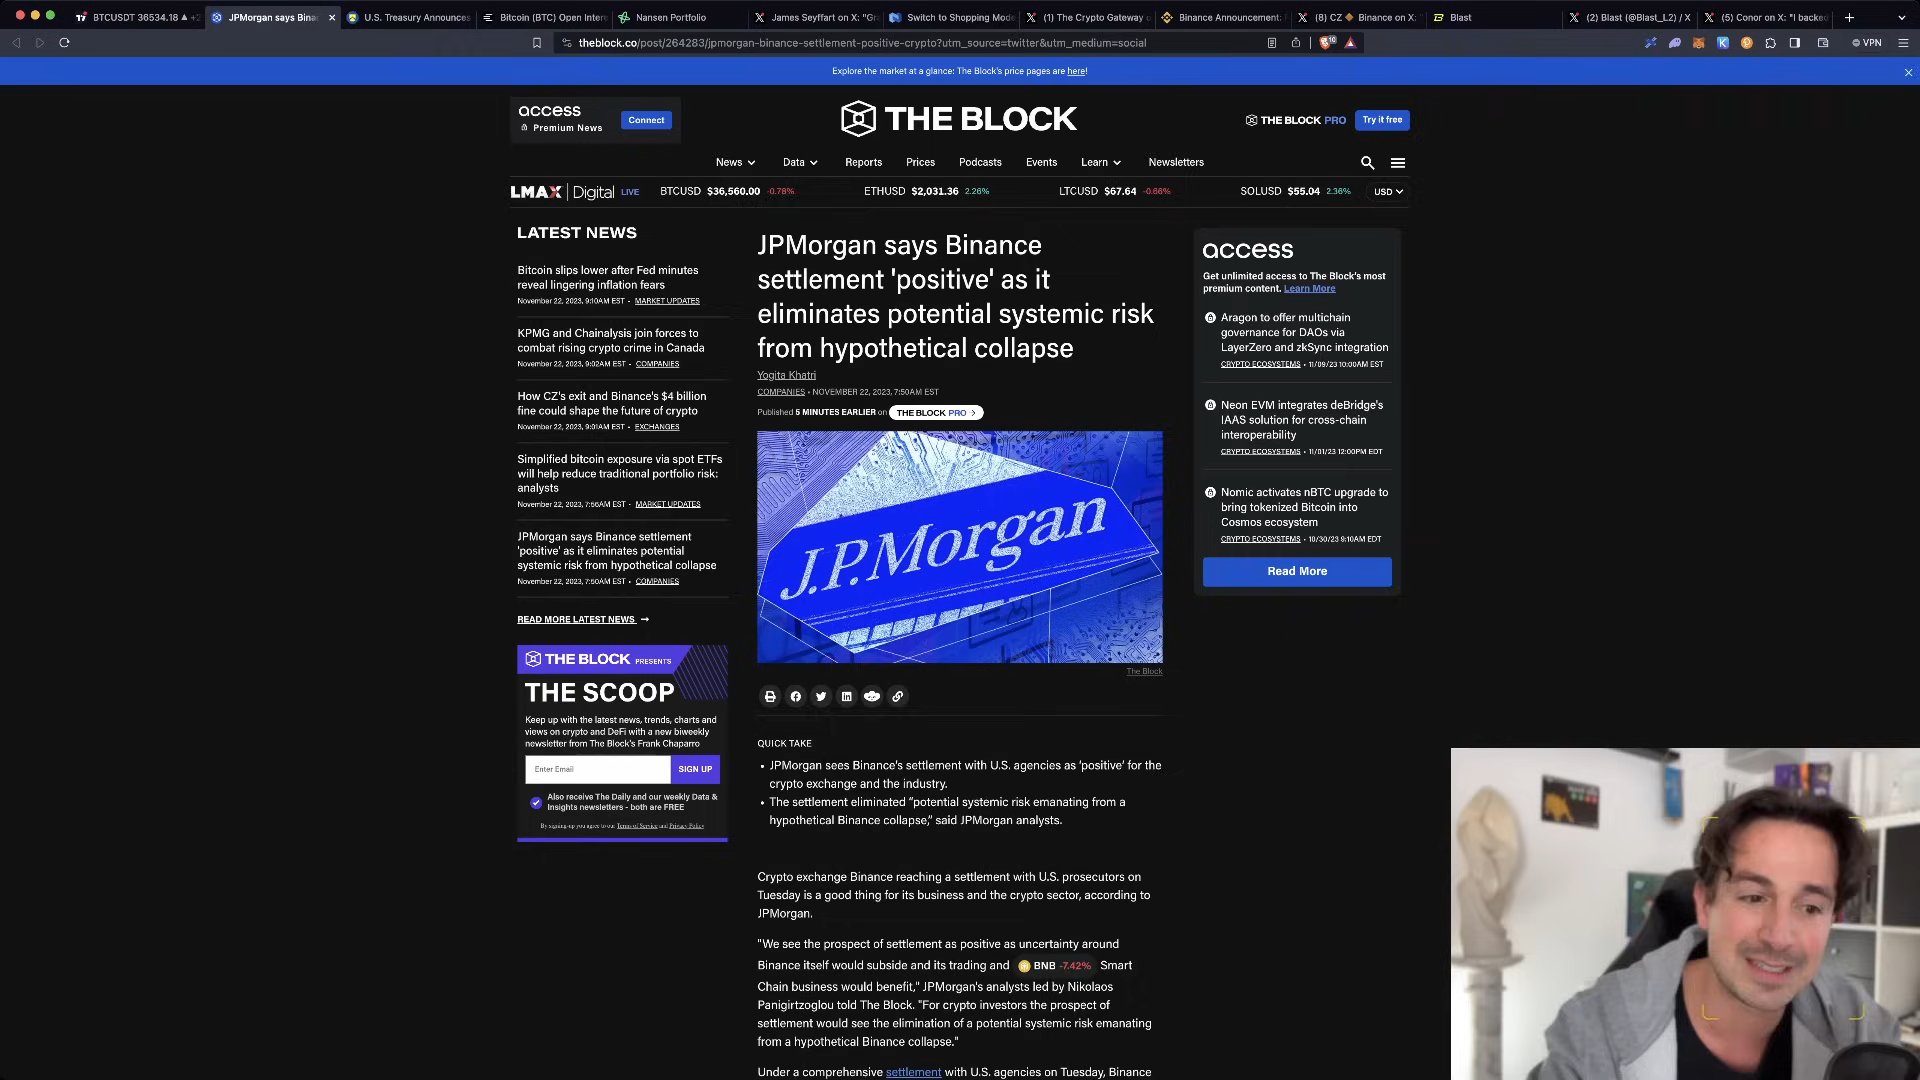 BTCUSDT 36534.18 ▲ +2
JPMorgan says Bina
U.S. Treasury Announces
Bitcoin (BTC) Open Inter
Nansen Portfolio
James Seyffart on X: "Gr
Switch to Shopping Mode
(1) The Crypto Gateway o
Binance Announcement:
(8) CZ 🔶 Binance on X: "
Blast
(2) Blast (@Blast_L2) / X
(5) Conor on X: "I backed
theblock.co/post/264283/jpmorgan-binance-settlement-positive-crypto?utm_source=twitter&utm_medium=social
10
VPN
Explore the market at a glance: The Block's price pages are here!
access
Premium News
Connect
THE BLOCK
THE BLOCK PRO
Try it free
News
Data
Reports
Prices
Podcasts
Events
Learn
Newsletters
LMAX Digital LIVE
BTCUSD $36,560.00 -0.78%
ETHUSD $2,031.36 2.26%
LTCUSD $67.64 -0.66%
SOLUSD $55.04 2.36%
USD
LATEST NEWS
Bitcoin slips lower after Fed minutes
reveal lingering inflation fears
November 22, 2023, 9:10AM EST • MARKET UPDATES
KPMG and Chainalysis join forces to
combat rising crypto crime in Canada
November 22, 2023, 9:02AM EST • COMPANIES
How CZ's exit and Binance's $4 billion
fine could shape the future of crypto
November 22, 2023, 9:01AM EST • EXCHANGES
Simplified bitcoin exposure via spot ETFs
will help reduce traditional portfolio risk:
analysts
November 22, 2023, 7:56AM EST • MARKET UPDATES
JPMorgan says Binance settlement
'positive' as it eliminates potential
systemic risk from hypothetical collapse
November 22, 2023, 7:50AM EST • COMPANIES
READ MORE LATEST NEWS →
THE BLOCK PRESENTS
THE SCOOP
Keep up with the latest news, trends, charts and
views on crypto and DeFi with a new biweekly
newsletter from The Block's Frank Chaparro
Enter Email
SIGN UP
Also receive The Daily and our weekly Data &
Insights newsletters - both are FREE
By signing-up you agree to our Terms of Service and Privacy Policy
JPMorgan says Binance
settlement 'positive' as it
eliminates potential systemic risk
from hypothetical collapse
Yogita Khatri
COMPANIES • NOVEMBER 22, 2023, 7:50AM EST
Published 5 MINUTES EARLIER on THE BLOCK PRO →
J.P.Morgan
The Block
QUICK TAKE
• JPMorgan sees Binance's settlement with U.S. agencies as 'positive' for the
crypto exchange and the industry.
• The settlement eliminated "potential systemic risk emanating from a
hypothetical Binance collapse," said JPMorgan analysts.
Crypto exchange Binance reaching a settlement with U.S. prosecutors on
Tuesday is a good thing for its business and the crypto sector, according to
JPMorgan.
"We see the prospect of settlement as positive as uncertainty around
Binance itself would subside and its trading and BNB -7.42% Smart
Chain business would benefit," JPMorgan's analysts led by Nikolaos
Panigirtzoglou told The Block. "For crypto investors the prospect of
settlement would see the elimination of a potential systemic risk emanating
from a hypothetical Binance collapse."
Under a comprehensive settlement with U.S. agencies on Tuesday, Binance
access
Get unlimited access to The Block's most
premium content. Learn More
Aragon to offer multichain
governance for DAOs via
LayerZero and zkSync integration
CRYPTO ECOSYSTEMS • 11/09/23 10:00AM EST
Neon EVM integrates deBridge's
IAAS solution for cross-chain
interoperability
CRYPTO ECOSYSTEMS • 11/01/23 12:00PM EDT
Nomic activates nBTC upgrade to
bring tokenized Bitcoin into
Cosmos ecosystem
CRYPTO ECOSYSTEMS • 10/30/23 9:10AM EDT
Read More